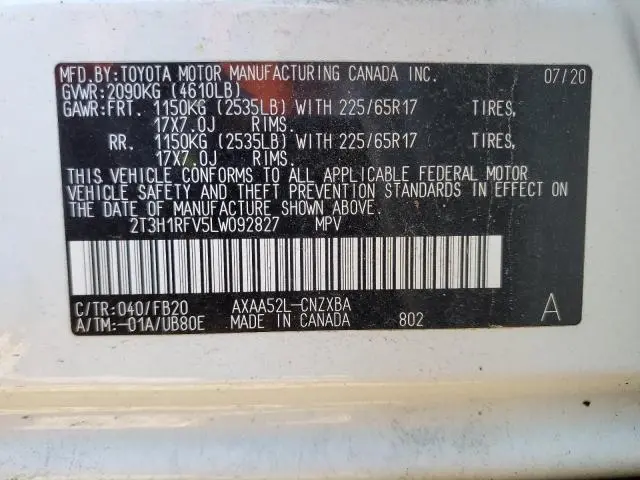 MFD.BY:TOYOTA MOTOR MANUFACTURING CANADA INC. 07/20
GVWR:2090KG (4610LB)
GAWR:FRT. 1150KG (2535LB) WITH 225/65R17 TIRES,
17X7.0J RIMS.
RR. 1150KG (2535LB) WITH 225/65R17 TIRES,
17X7.0J RIMS.
THIS VEHICLE CONFORMS TO ALL APPLICABLE FEDERAL MOTOR
VEHICLE SAFETY AND THEFT PREVENTION STANDARDS IN EFFECT ON
THE DATE OF MANUFACTURE SHOWN ABOVE.
2T3H1RFV5LW092827 MPV
C/TR:040/FB20 AXAA52L-CNZXBA A
A/TM:-01A/UB80E MADE IN CANADA 802